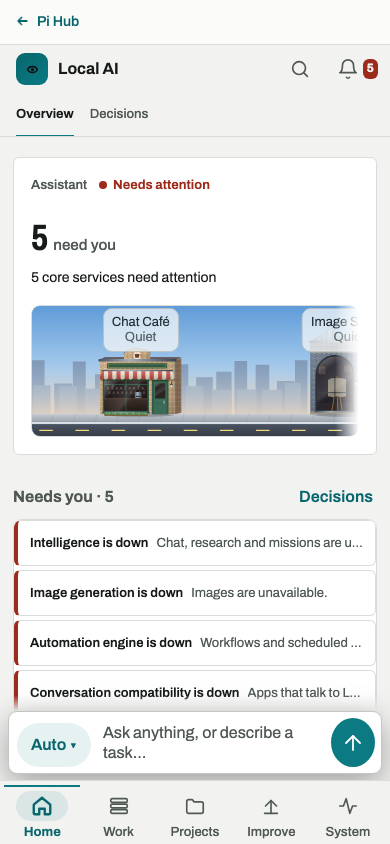 ← Pi Hub
Local AI
5
Overview Decisions
Assistant Needs attention
5 need you
5 core services need attention
Chat Café
Quiet
Image S
Qui
Needs you · 5
Decisions
Intelligence is down Chat, research and missions are u...
Image generation is down Images are unavailable.
Automation engine is down Workflows and scheduled ...
Conversation compatibility is down Apps that talk to L...
Auto ▾
Ask anything, or describe a
task...
Home Work Projects Improve System